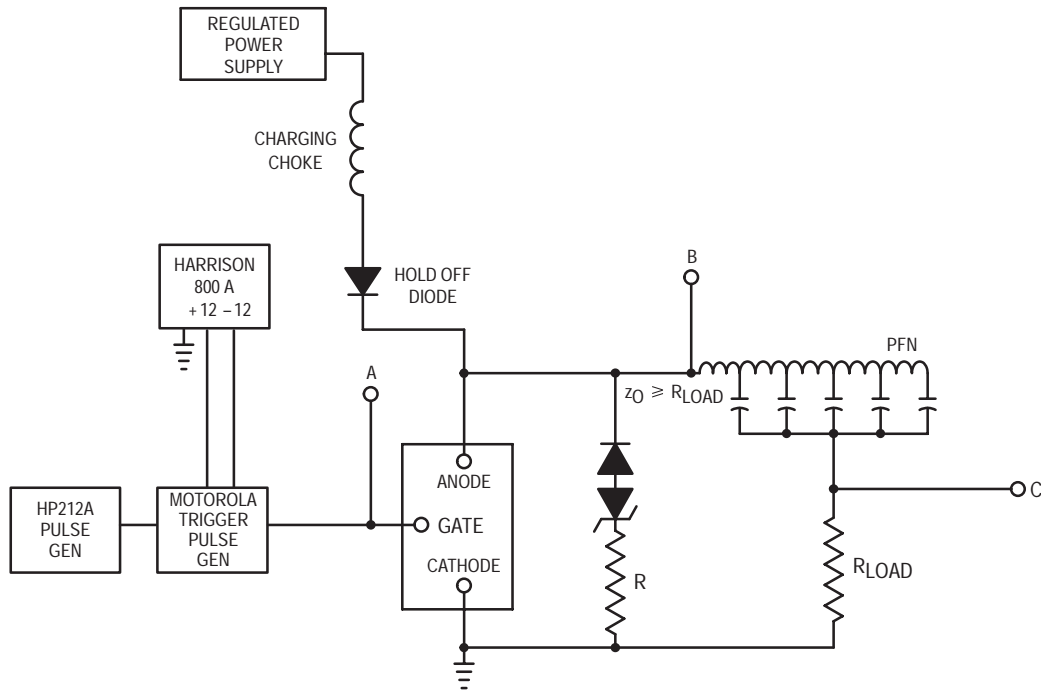 REGULATED
POWER
SUPPLY
CHARGING
CHOKE
HARRISON
800 A
+12 –12
HOLD OFF
DIODE
B
PFN
A
zO ≥ RLOAD
ANODE
HP212A
PULSE
GEN
MOTOROLA
TRIGGER
PULSE
GEN
GATE
CATHODE
C
R
RLOAD